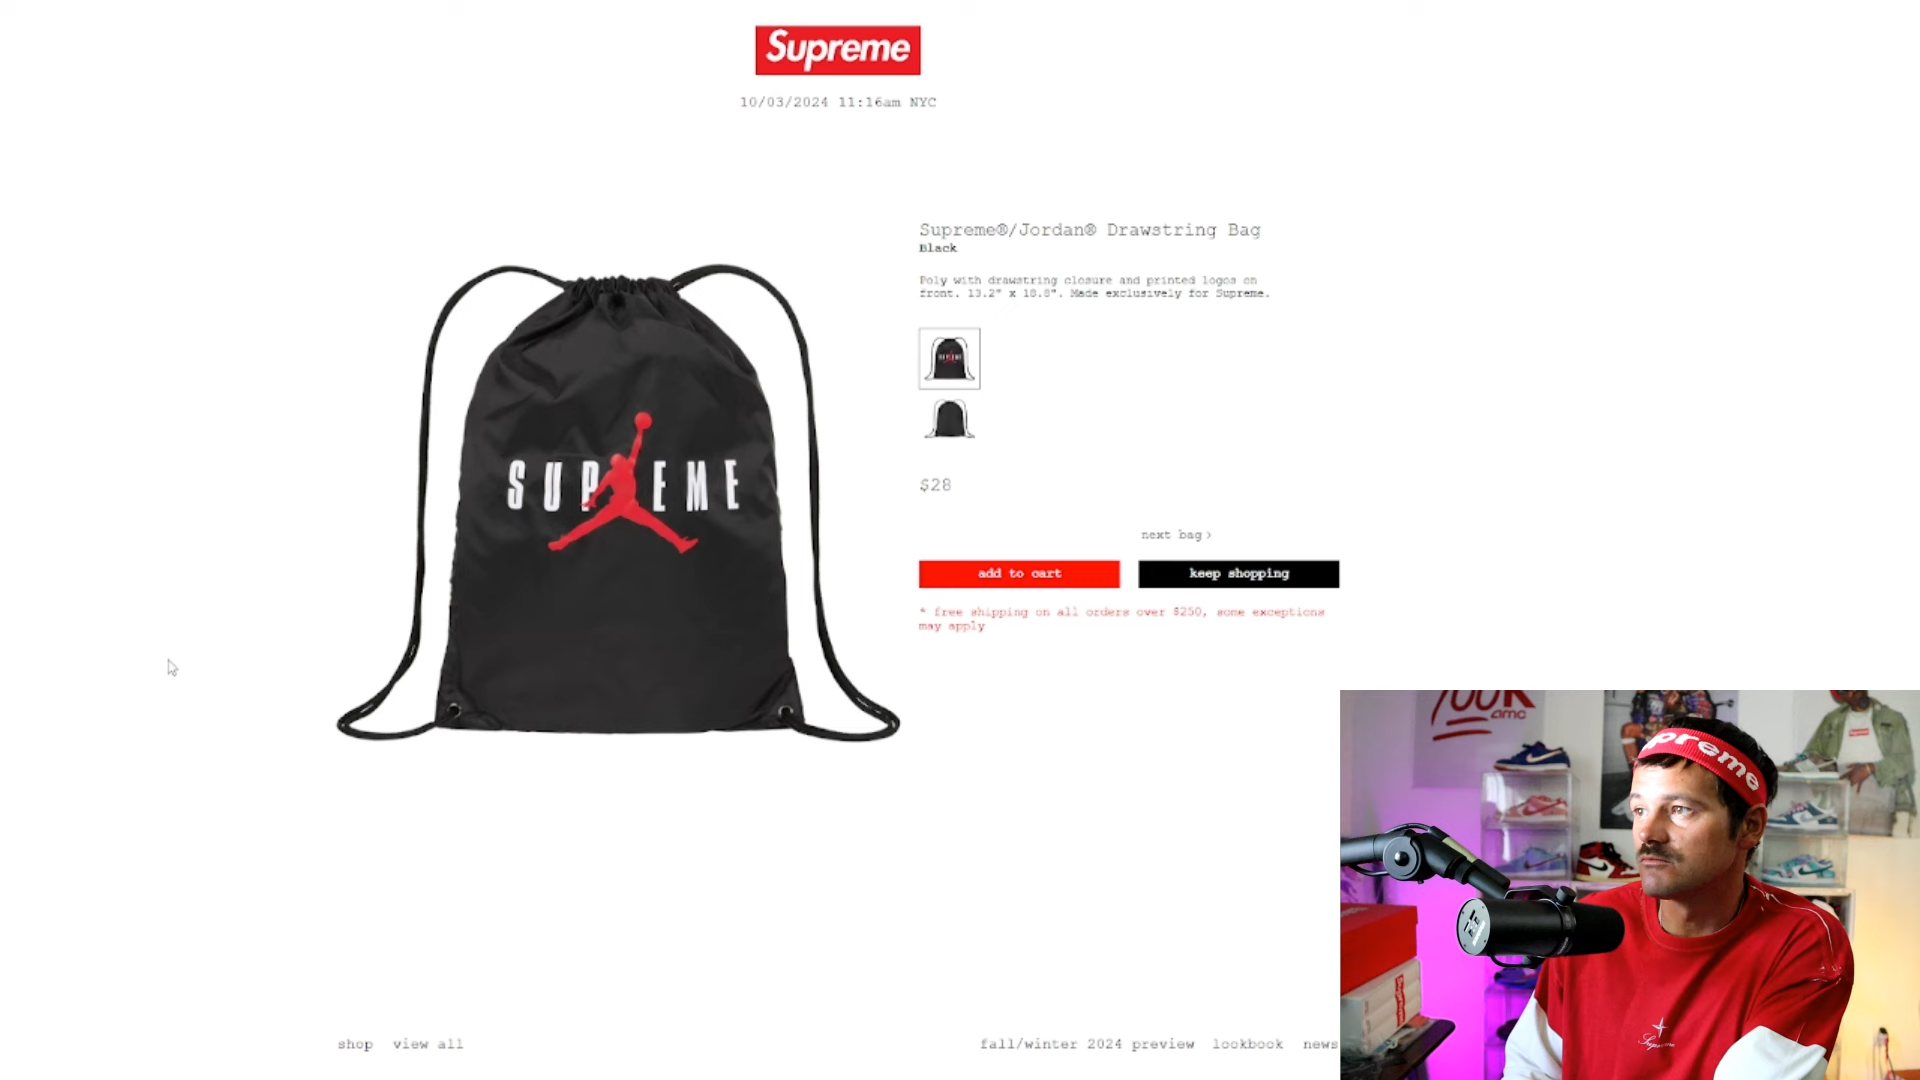 Supreme
10/03/2024 11:16am NYC
Supreme®/Jordan® Drawstring Bag
Black
Poly with drawstring closure and printed logos on
front. 13.2" x 18.8". Made exclusively for Supreme.
SUPREME
$28
next bag >
add to cart
keep shopping
* free shipping on all orders over $250, some exceptions
may apply
shop view all
fall/winter 2024 preview lookbook news
amc
preme
Supreme